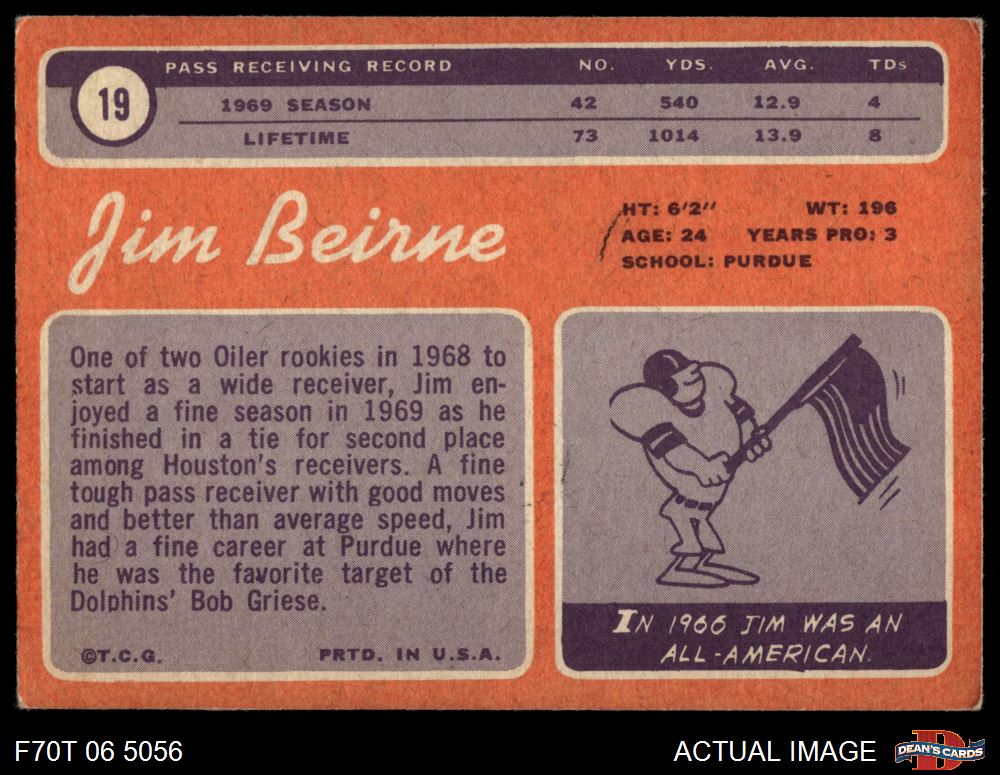 PASS RECEIVING RECORD NO. YDS. AVG. TDs
19
1969 SEASON 42 540 12.9 4
LIFETIME 73 1014 13.9 8
Jim Beirne
HT: 6'2" WT: 196
AGE: 24 YEARS PRO: 3
SCHOOL: PURDUE
One of two Oiler rookies in 1968 to
start as a wide receiver, Jim en-
joyed a fine season in 1969 as he
finished in a tie for second place
among Houston's receivers. A fine
tough pass receiver with good moves
and better than average speed, Jim
had a fine career at Purdue where
he was the favorite target of the
Dolphins' Bob Griese.
©T.C.G. PRTD. IN U.S.A.
IN 1966 JIM WAS AN
ALL-AMERICAN.
F70T 06 5056 ACTUAL IMAGE
DEAN'S CARDS